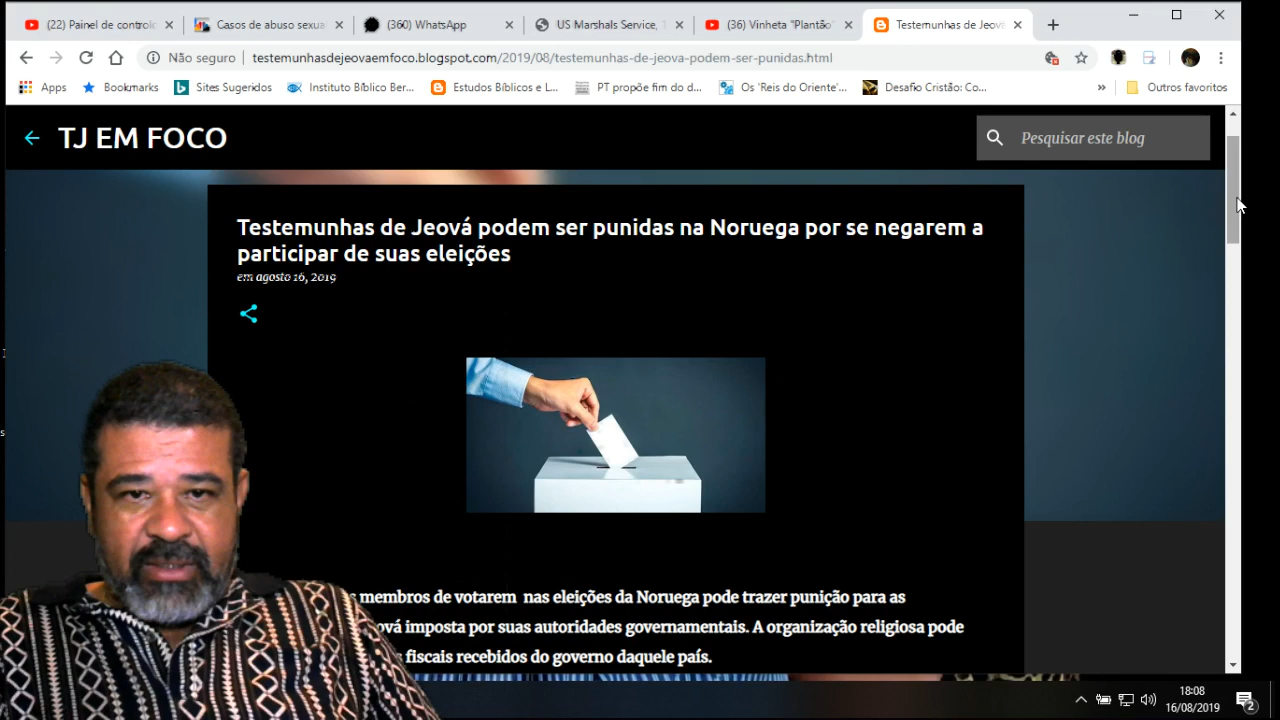 (22) Painel de control
Casos de abuso sexua
(360) WhatsApp
US Marshals Service, 1
(36) Vinheta "Plantão
Testemunhas de Jeova
Não seguro
testemunhasdejeovaemfoco.blogspot.com/2019/08/testemunhas-de-jeova-podem-ser-punidas.html
Apps
Bookmarks
Sites Sugeridos
Instituto Bíblico Ber...
Estudos Bíblicos e L...
PT propõe fim do d...
Os 'Reis do Oriente'...
Desafio Cristão: Co...
»
Outros favoritos
TJ EM FOCO
Pesquisar este blog
Testemunhas de Jeová podem ser punidas na Noruega por se negarem a
participar de suas eleições
em agosto 16, 2019
s membros de votarem nas eleições da Noruega pode trazer punição para as
ová imposta por suas autoridades governamentais. A organização religiosa pode
s fiscais recebidos do governo daquele país.
18:08
16/08/2019
2